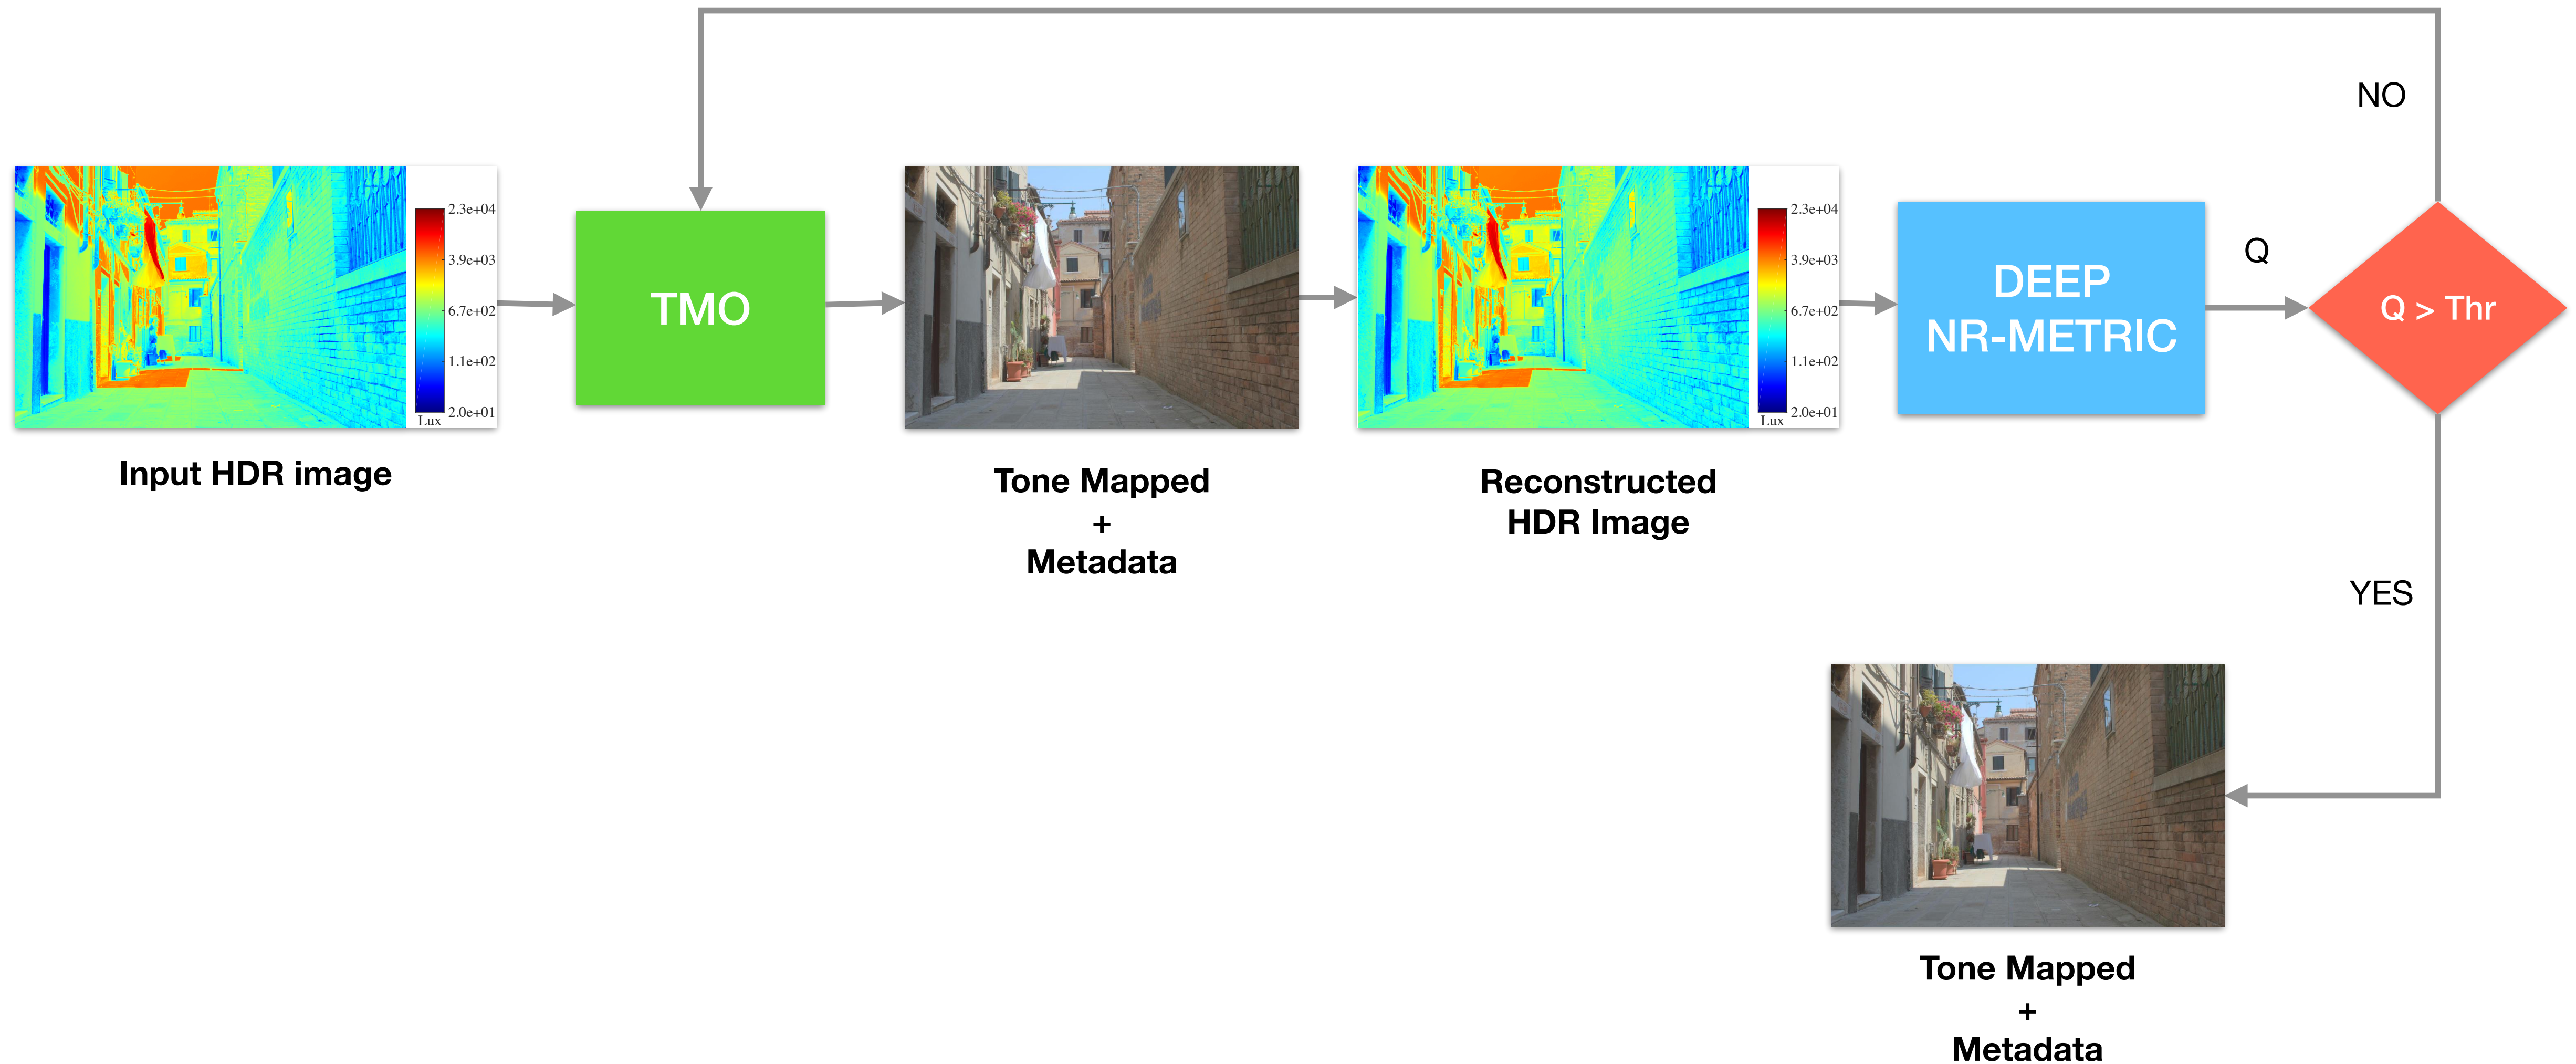 NO
2.3e+04
3.9e+03
6.7e+02
1.1e+02
2.0e+01
Lux
Input HDR image
TMO
Tone Mapped
+
Metadata
2.3e+04
3.9e+03
6.7e+02
1.1e+02
2.0e+01
Lux
Reconstructed
HDR Image
DEEP
NR-METRIC
Q
Q > Thr
YES
Tone Mapped
+
Metadata